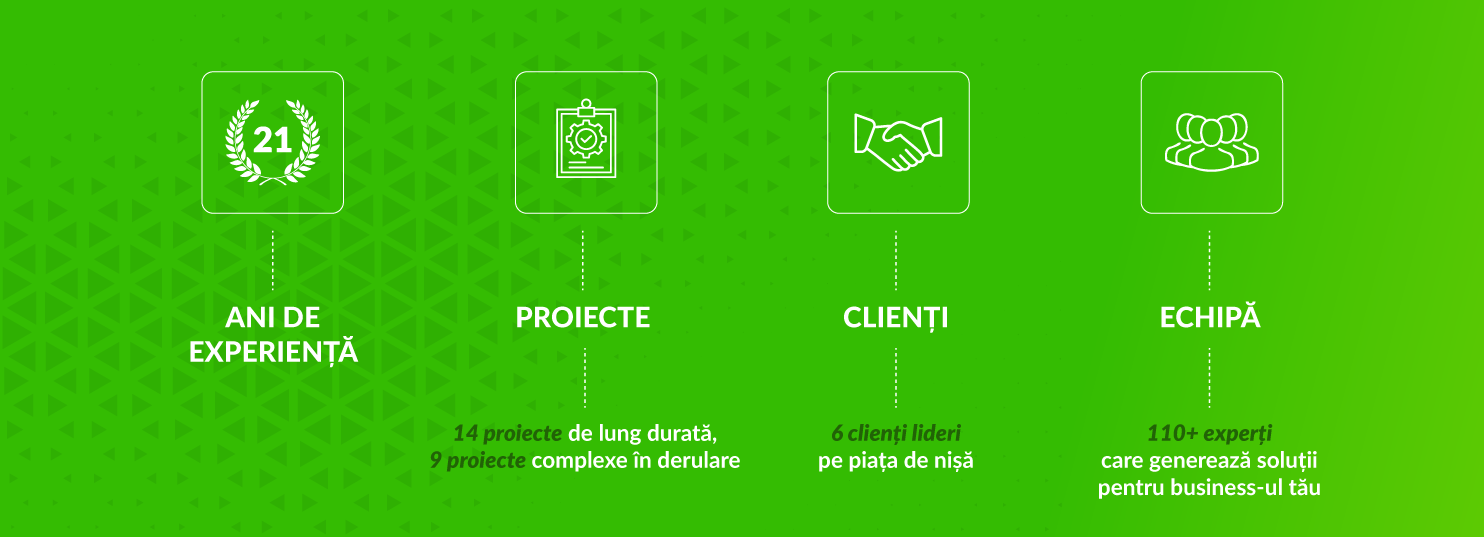 21
ANI DE
EXPERIENȚĂ
PROIECTE
14 proiecte de lung durată,
9 proiecte complexe în derulare
CLIENȚI
6 clienți lideri
pe piața de nișă
ECHIPĂ
110+ experți
care generează soluții
pentru business-ul tău